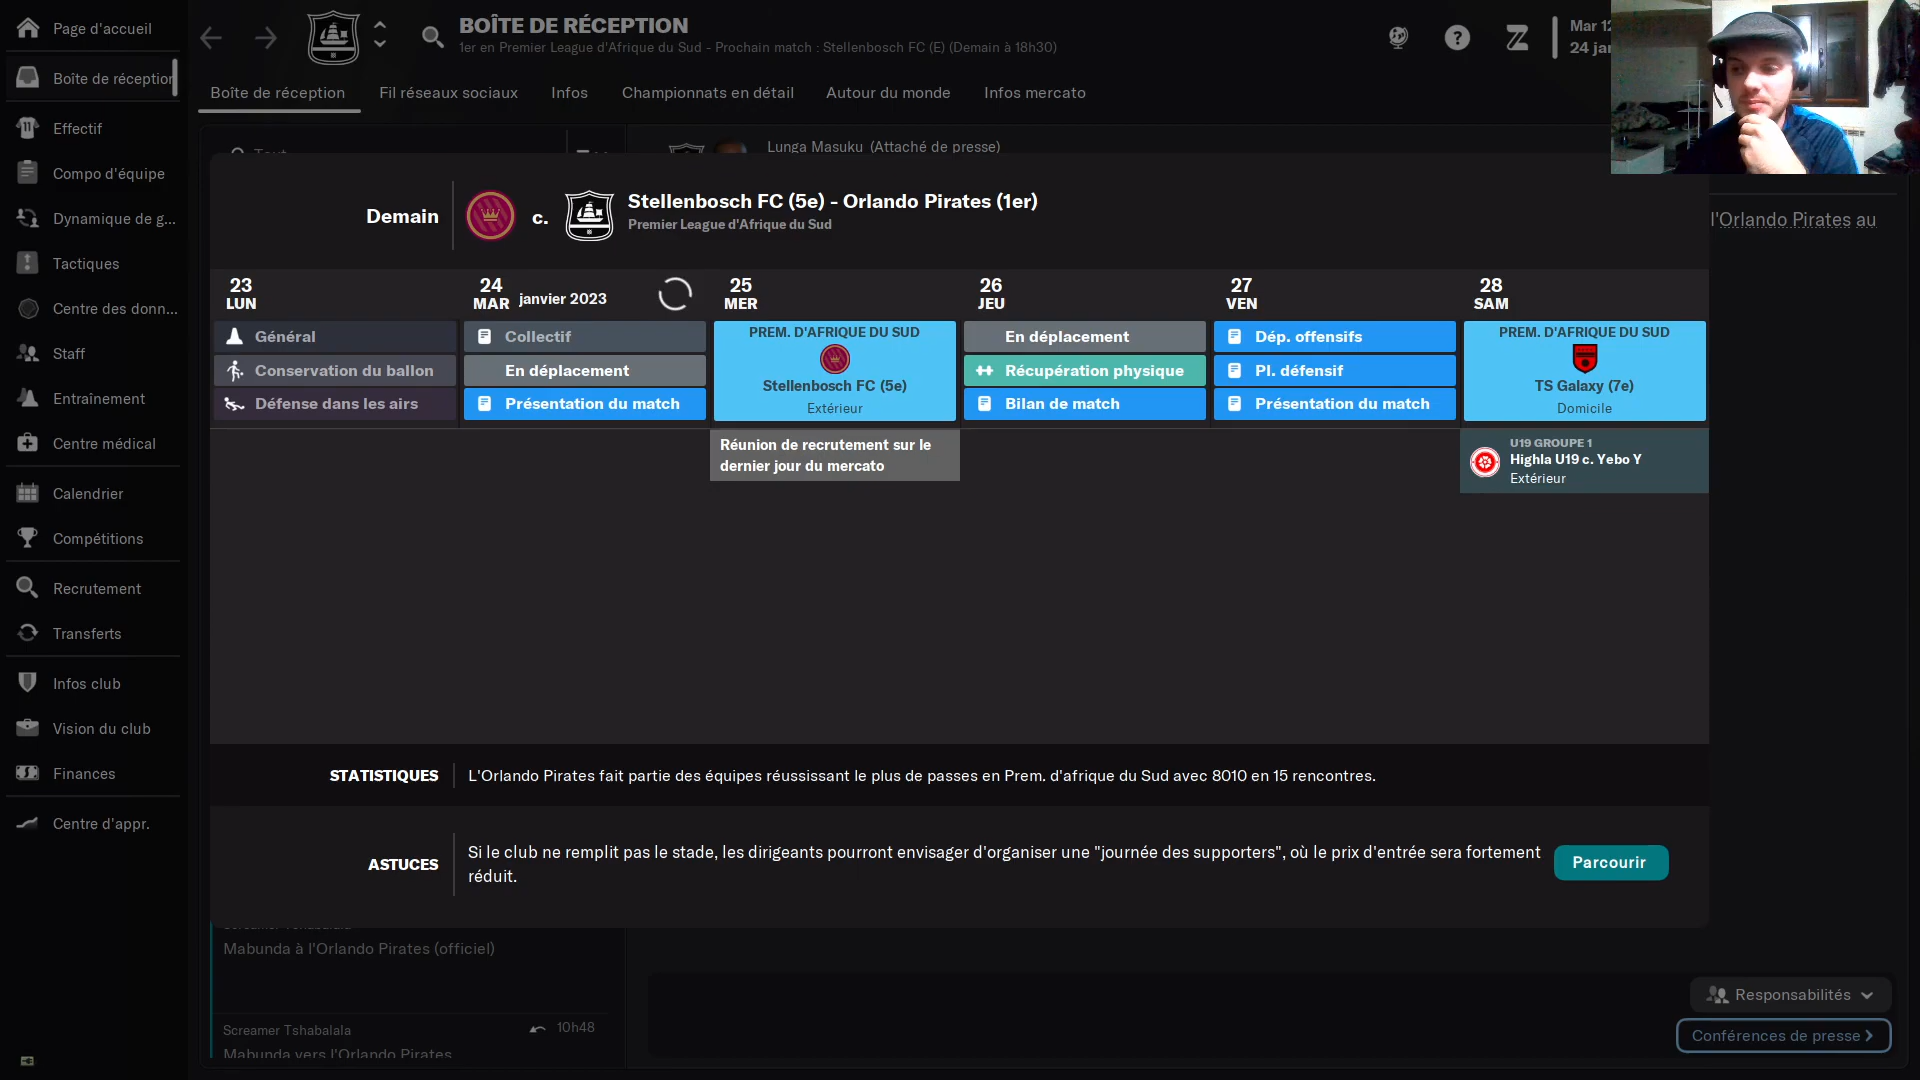 Page d'accueil
Boîte de réception
Effectif
Compo d'équipe
Dynamique de g...
Tactiques
Centre des donn...
Staff
Entraînement
Centre médical
Calendrier
Compétitions
Recrutement
Transferts
Infos club
Vision du club
Finances
Centre d'appr.
BOÎTE DE RÉCEPTION
1er en Premier League d'Afrique du Sud - Prochain match : Stellenbosch FC (E) (Demain à 18h30)
Mar 12
24 jan
Boîte de réception Fil réseaux sociaux Infos Championnats en détail Autour du monde Infos mercato
Lunga Masuku (Attaché de presse)
l'Orlando Pirates au
Demain c. Stellenbosch FC (5e) - Orlando Pirates (1er)
Premier League d'Afrique du Sud
23 LUN
Général
Conservation du ballon
Défense dans les airs
24 MAR janvier 2023
Collectif
En déplacement
Présentation du match
25 MER
PREM. D'AFRIQUE DU SUD
Stellenbosch FC (5e)
Extérieur
Réunion de recrutement sur le
dernier jour du mercato
26 JEU
En déplacement
Récupération physique
Bilan de match
27 VEN
Dép. offensifs
Pl. défensif
Présentation du match
28 SAM
PREM. D'AFRIQUE DU SUD
TS Galaxy (7e)
Domicile
U19 GROUPE 1
Highla U19 c. Yebo Y
Extérieur
STATISTIQUES L'Orlando Pirates fait partie des équipes réussissant le plus de passes en Prem. d'afrique du Sud avec 8010 en 15 rencontres.
ASTUCES Si le club ne remplit pas le stade, les dirigeants pourront envisager d'organiser une "journée des supporters", où le prix d'entrée sera fortement
réduit.
Parcourir
Mabunda à l'Orlando Pirates (officiel)
Screamer Tshabalala 10h48
Mabunda vers l'Orlando Pirates
Responsabilités
Conférences de presse